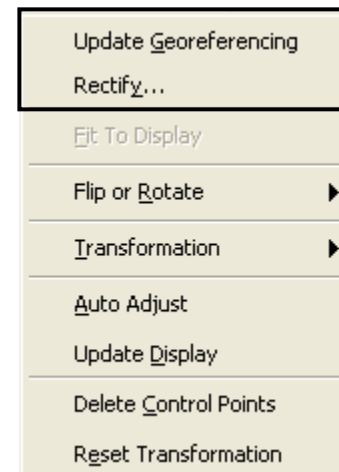 Update Georeferencing
Rectify...
Fit To Display
Flip or Rotate
Transformation
Auto Adjust
Update Display
Delete Control Points
Reset Transformation